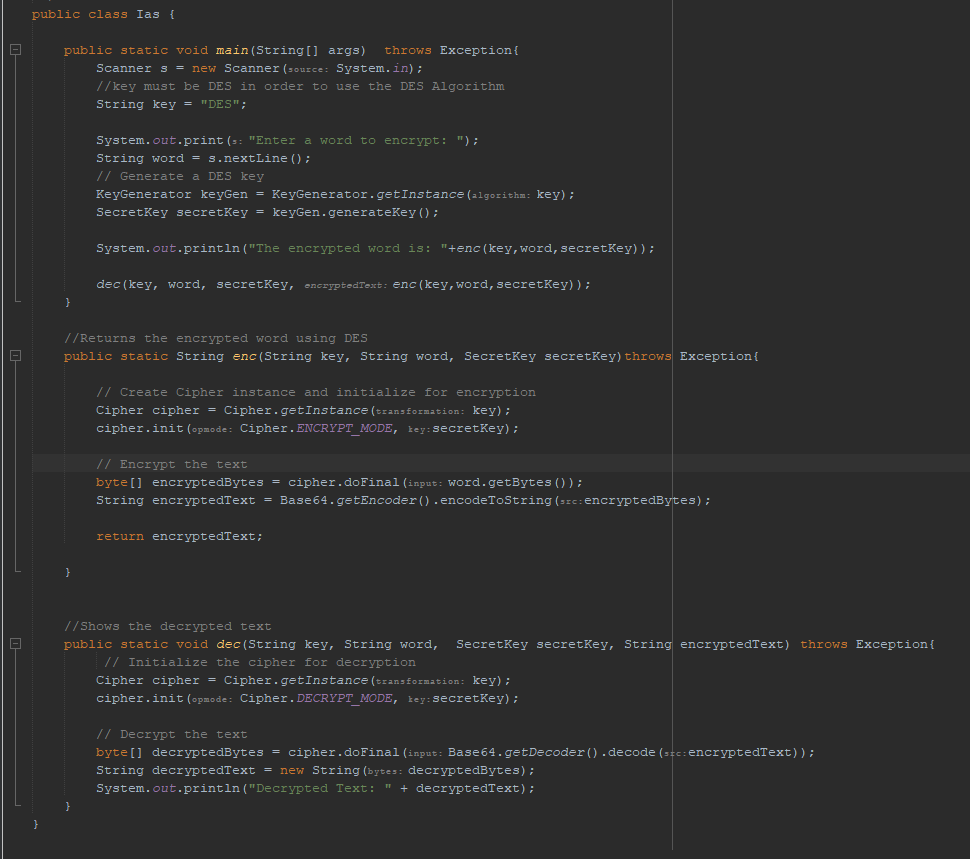 public class Ias {
public static void main(String[] args)  throws Exception{
Scanner s = new Scanner(source: System.in);
//key must be DES in order to use the DES Algorithm
String key = "DES";
System.out.print(s: "Enter a word to encrypt: ");
String word = s.nextLine();
// Generate a DES key
KeyGenerator keyGen = KeyGenerator.getInstance(algorithm: key);
SecretKey secretKey = keyGen.generateKey();
System.out.println("The encrypted word is: "+enc(key,word,secretKey));
dec(key, word, secretKey, encryptedText: enc(key,word,secretKey));
}
//Returns the encrypted word using DES
public static String enc(String key, String word, SecretKey secretKey)throws Exception{
// Create Cipher instance and initialize for encryption
Cipher cipher = Cipher.getInstance(transformation: key);
cipher.init(opmode: Cipher.ENCRYPT_MODE, key:secretKey);
// Encrypt the text
byte[] encryptedBytes = cipher.doFinal(input: word.getBytes());
String encryptedText = Base64.getEncoder().encodeToString(src:encryptedBytes);
return encryptedText;
}
//Shows the decrypted text
public static void dec(String key, String word,  SecretKey secretKey, String encryptedText) throws Exception{
// Initialize the cipher for decryption
Cipher cipher = Cipher.getInstance(transformation: key);
cipher.init(opmode: Cipher.DECRYPT_MODE, key:secretKey);
// Decrypt the text
byte[] decryptedBytes = cipher.doFinal(input: Base64.getDecoder().decode(src:encryptedText));
String decryptedText = new String(bytes: decryptedBytes);
System.out.println("Decrypted Text: " + decryptedText);
}
}